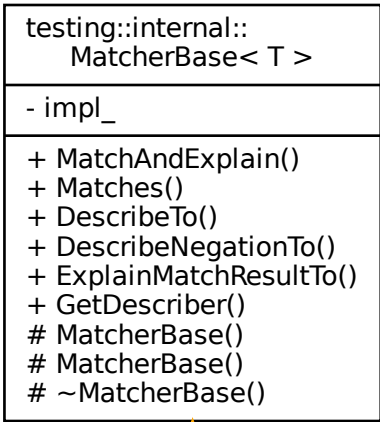 testing::internal::
MatcherBase< T >
- impl_
+ MatchAndExplain()
+ Matches()
+ DescribeTo()
+ DescribeNegationTo()
+ ExplainMatchResultTo()
+ GetDescriber()
# MatcherBase()
# MatcherBase()
# ~MatcherBase()